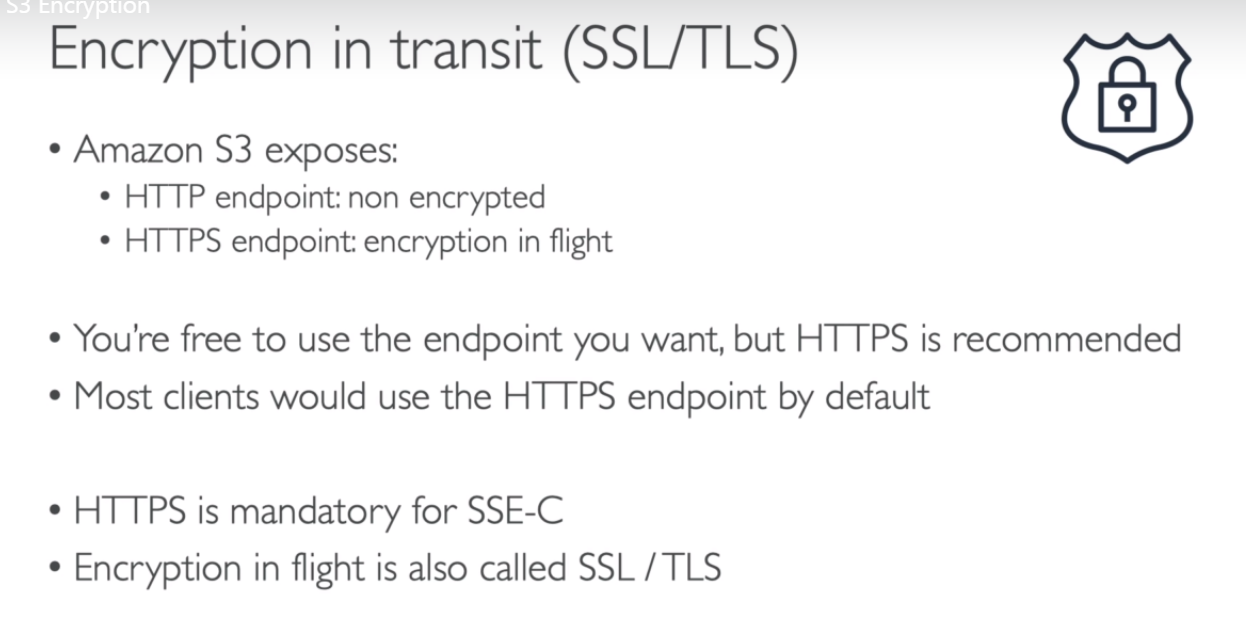 S3 Encryption
Encryption in transit (SSL/TLS)
• Amazon S3 exposes:
• HTTP endpoint: non encrypted
• HTTPS endpoint: encryption in flight
• You're free to use the endpoint you want, but HTTPS is recommended
• Most clients would use the HTTPS endpoint by default
• HTTPS is mandatory for SSE-C
• Encryption in flight is also called SSL / TLS